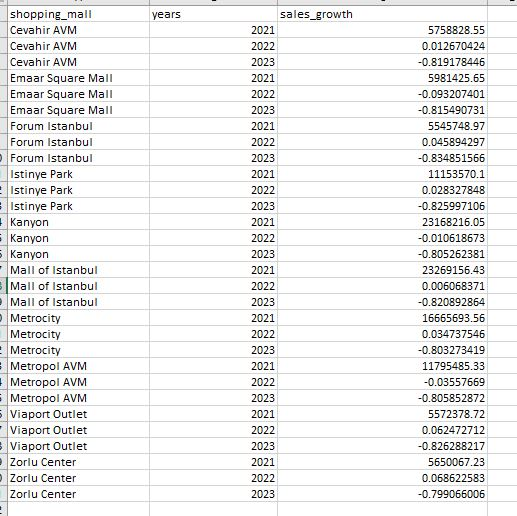 shopping_mall years sales_growth
Cevahir AVM 2021 5758828.55
Cevahir AVM 2022 0.012670424
Cevahir AVM 2023 -0.819178446
Emaar Square Mall 2021 5981425.65
Emaar Square Mall 2022 -0.093207401
Emaar Square Mall 2023 -0.815490731
Forum Istanbul 2021 5545748.97
Forum Istanbul 2022 0.045894297
Forum Istanbul 2023 -0.834851566
Istinye Park 2021 11153570.1
Istinye Park 2022 0.028327848
Istinye Park 2023 -0.825997106
Kanyon 2021 23168216.05
Kanyon 2022 -0.010618673
Kanyon 2023 -0.805262381
Mall of Istanbul 2021 23269156.43
Mall of Istanbul 2022 0.006068371
Mall of Istanbul 2023 -0.820892864
Metrocity 2021 16665693.56
Metrocity 2022 0.034737546
Metrocity 2023 -0.803273419
Metropol AVM 2021 11795485.33
Metropol AVM 2022 -0.03557669
Metropol AVM 2023 -0.805852872
Viaport Outlet 2021 5572378.72
Viaport Outlet 2022 0.062472712
Viaport Outlet 2023 -0.826288217
Zorlu Center 2021 5650067.23
Zorlu Center 2022 0.068622583
Zorlu Center 2023 -0.799066006